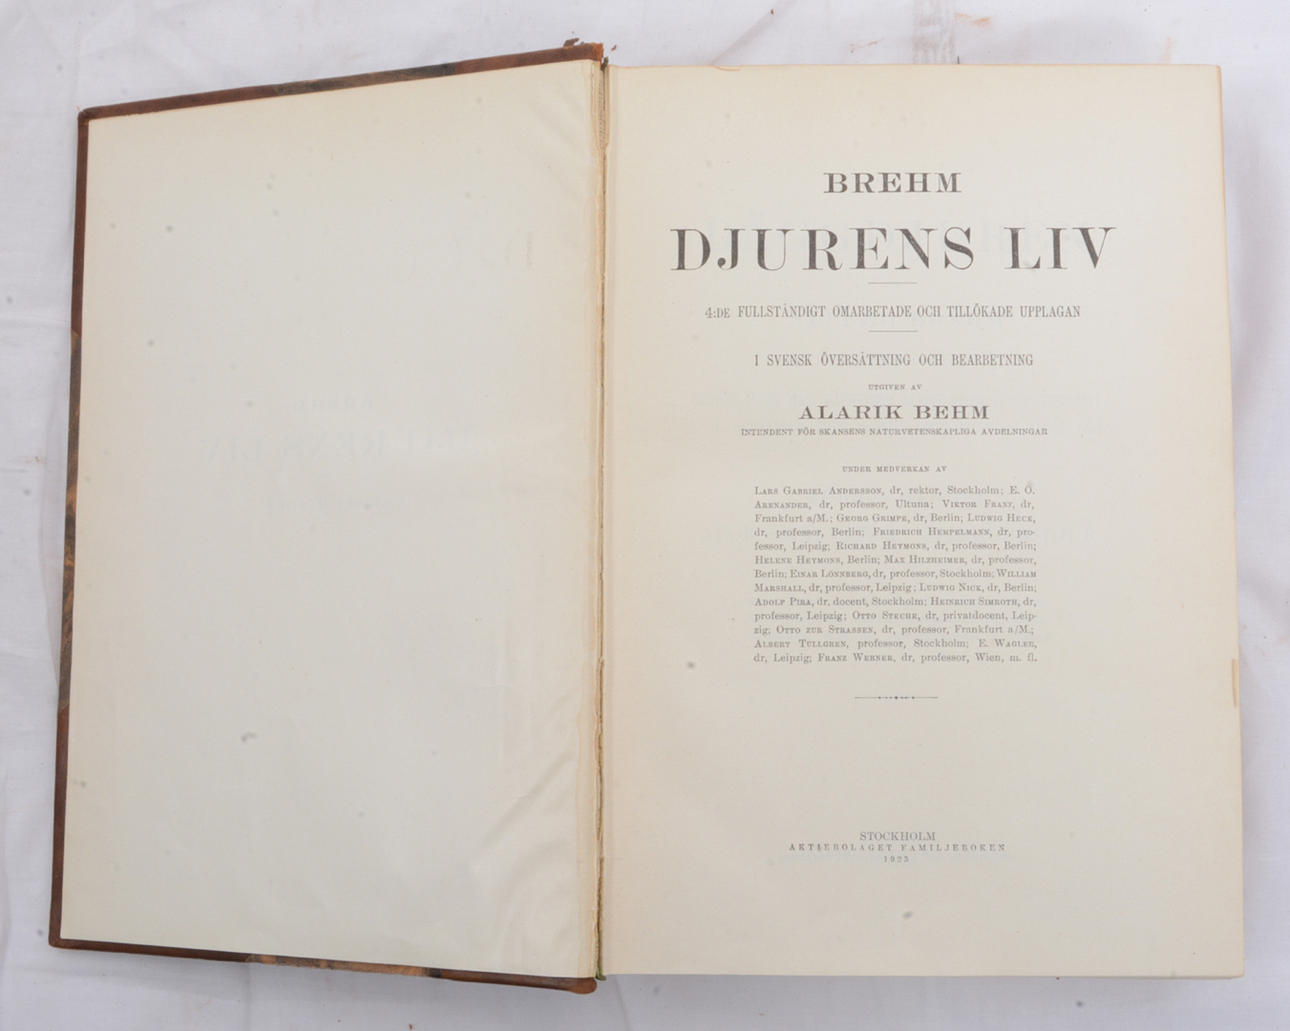 BREHM
DJURENS LIV
4:DE FULLSTÄNDIGT OMARBETADE OCH TILLÖKADE UPPLAGAN
I SVENSK ÖVERSÄTTNING OCH BEARBETNING
UTGIVEN AV
ALARIK BEHM
INTENDENT FÖR SKANSENS NATURVETENSKAPLIGA AVDELNINGAR
UNDER MEDVERKAN AV
LARS GABRIEL ANDERSSON, dr, rektor, Stockholm; E. Ö.
ARENANDER, dr, professor, Ultuna; VIKTOR FRANZ, dr,
Frankfurt a/M.; GEORG GRIMPE, dr, Berlin; LUDWIG HECK,
dr, professor, Berlin; FRIEDRICH HEMPELMANN, dr, pro-
fessor, Leipzig; RICHARD HEYMONS, dr, professor, Berlin;
HELENE HEYMONS, Berlin; MAX HILZHEIMER, dr, professor,
Berlin; EINAR LÖNNBERG, dr, professor, Stockholm; WILLIAM
MARSHALL, dr, professor, Leipzig; LUDWIG NICK, dr, Berlin;
ADOLF PIRA, dr, docent, Stockholm; HEINRICH SIMROTH, dr,
professor, Leipzig; OTTO STECHE, dr, privatdocent, Leip-
zig; OTTO ZUR STRASSEN, dr, professor, Frankfurt a/M.;
ALBERT TULLGREN, professor, Stockholm; E. WAGLER,
dr, Leipzig; FRANZ WERNER, dr, professor, Wien, m. fl.
STOCKHOLM
AKTIEBOLAGET FAMILJEBOKEN
1925